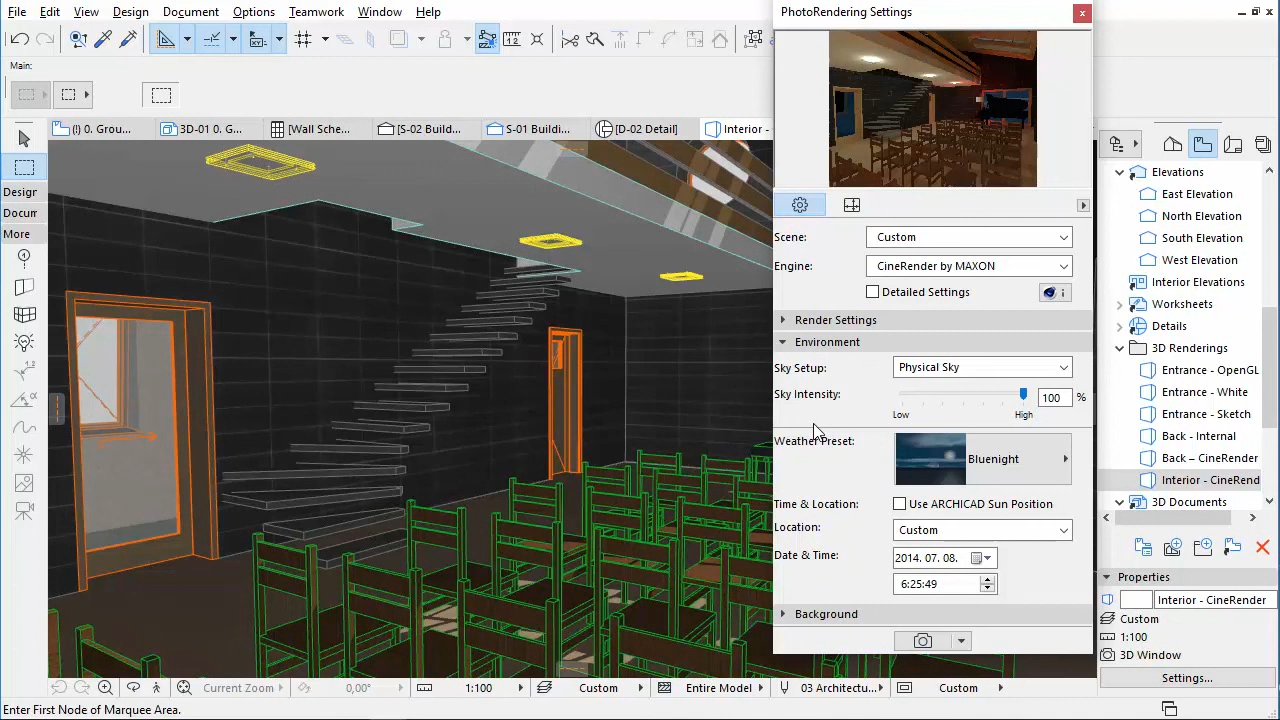 File Edit View Design Document Options Teamwork Window Help
PhotoRendering Settings
Main:
[S-02 Buildin...
S-01 Buildi...
[D-02 Detail]
Interior -
Design
Docum
More
Scene: Custom
Engine: CineRender by MAXON
Detailed Settings
Render Settings
Environment
Sky Setup: Physical Sky
Sky Intensity: 100 %
Low High
Weather Preset: Bluenight
Time & Location: Use ARCHICAD Sun Position
Location: Custom
Date & Time: 2014. 07. 08.
6:25:49
Background
Elevations
East Elevation
North Elevation
South Elevation
West Elevation
Interior Elevations
Worksheets
Details
3D Renderings
Entrance - OpenGL
Entrance - White
Entrance - Sketch
Back - Internal
Back – CineRender
Interior - CineRend
3D Documents
Properties
Interior - CineRender
Custom
1:100
3D Window
Settings...
Current Zoom 0,00° 1:100 Custom Entire Model 03 Architectu... Custom
Enter First Node of Marquee Area.